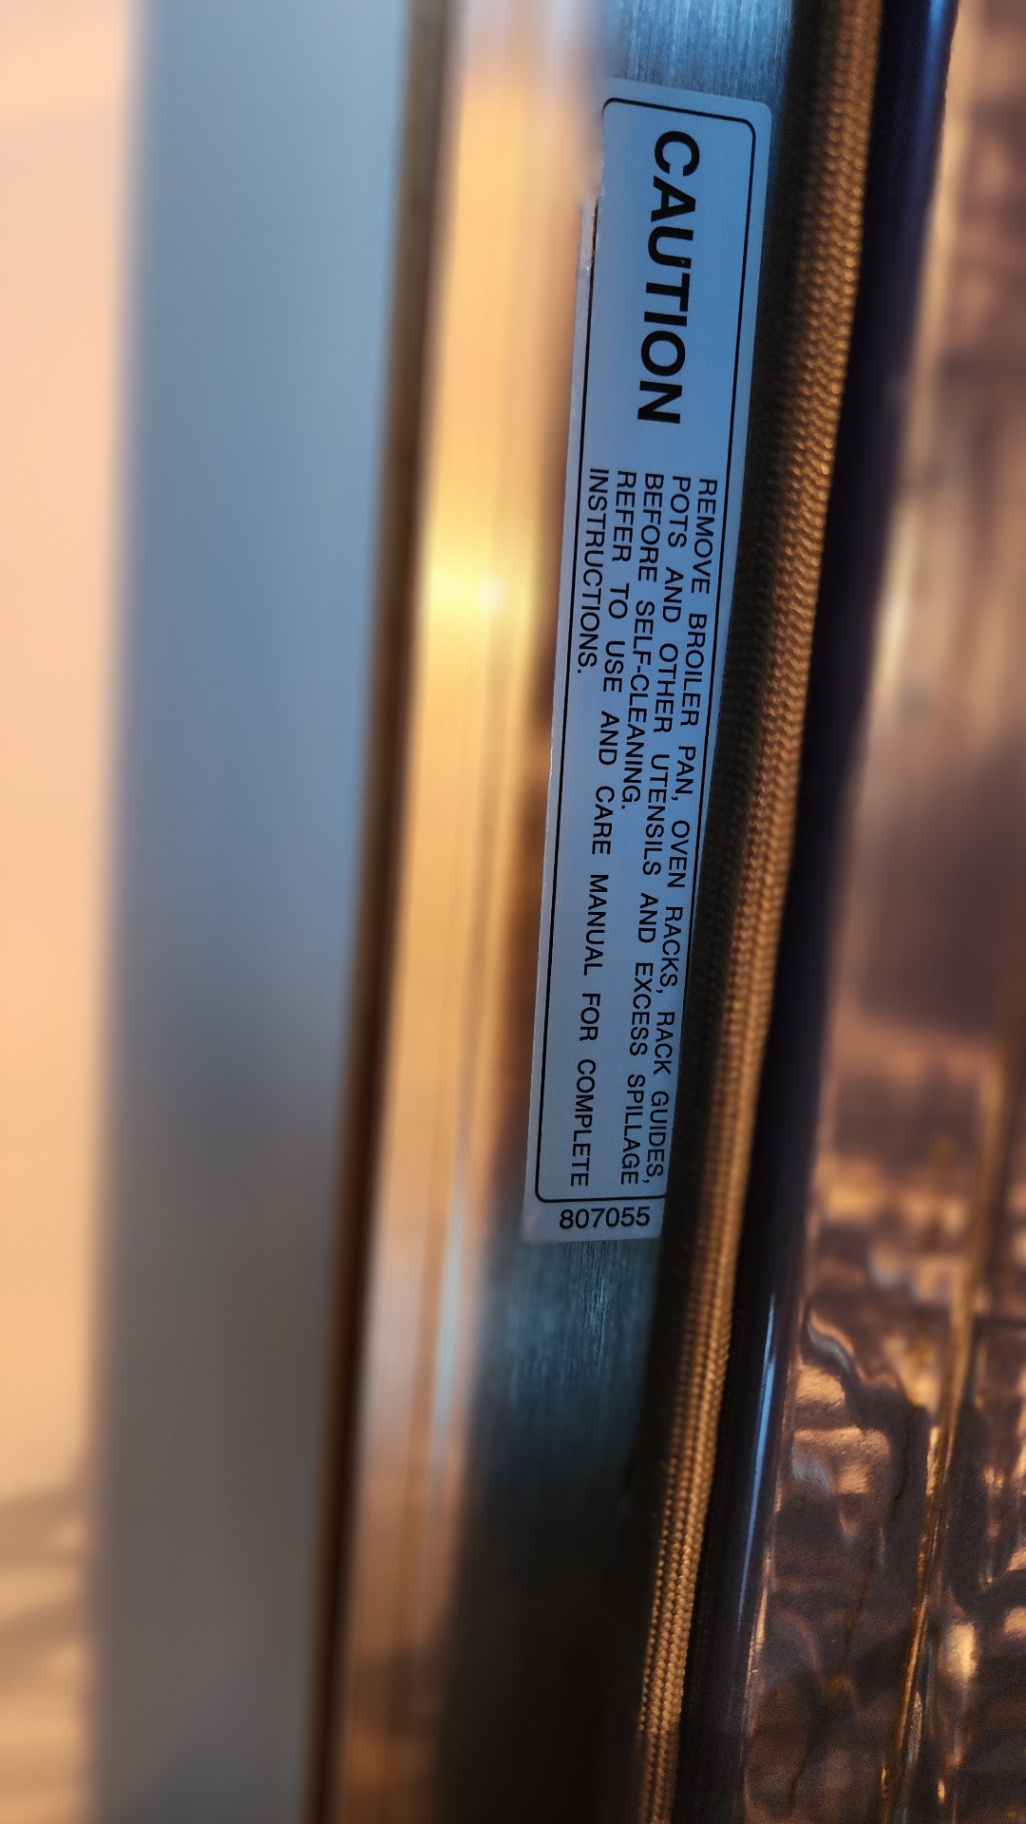 CAUTION
REMOVE BROILER PAN, OVEN RACKS, RACK GUIDES,
POTS AND OTHER UTENSILS AND EXCESS SPILLAGE
BEFORE SELF-CLEANING.
REFER TO USE AND CARE MANUAL FOR COMPLETE
INSTRUCTIONS.
807055